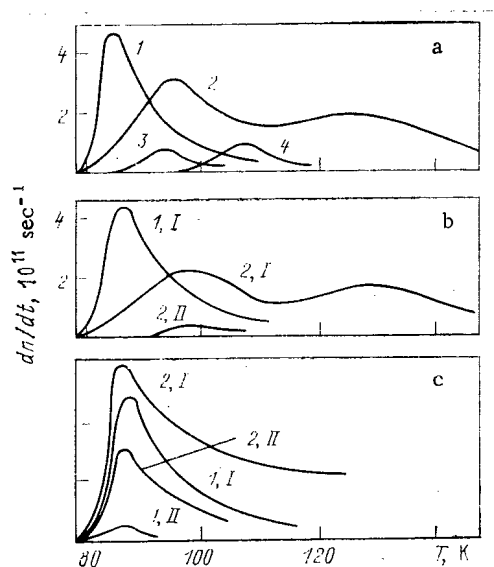 a
4
2
1
2
3
4
b
4
2
1, I
2, I
2, II
dn/dt, 10¹¹ sec⁻¹
c
2, I
2, II
1, I
1, II
80 100 120 T, K